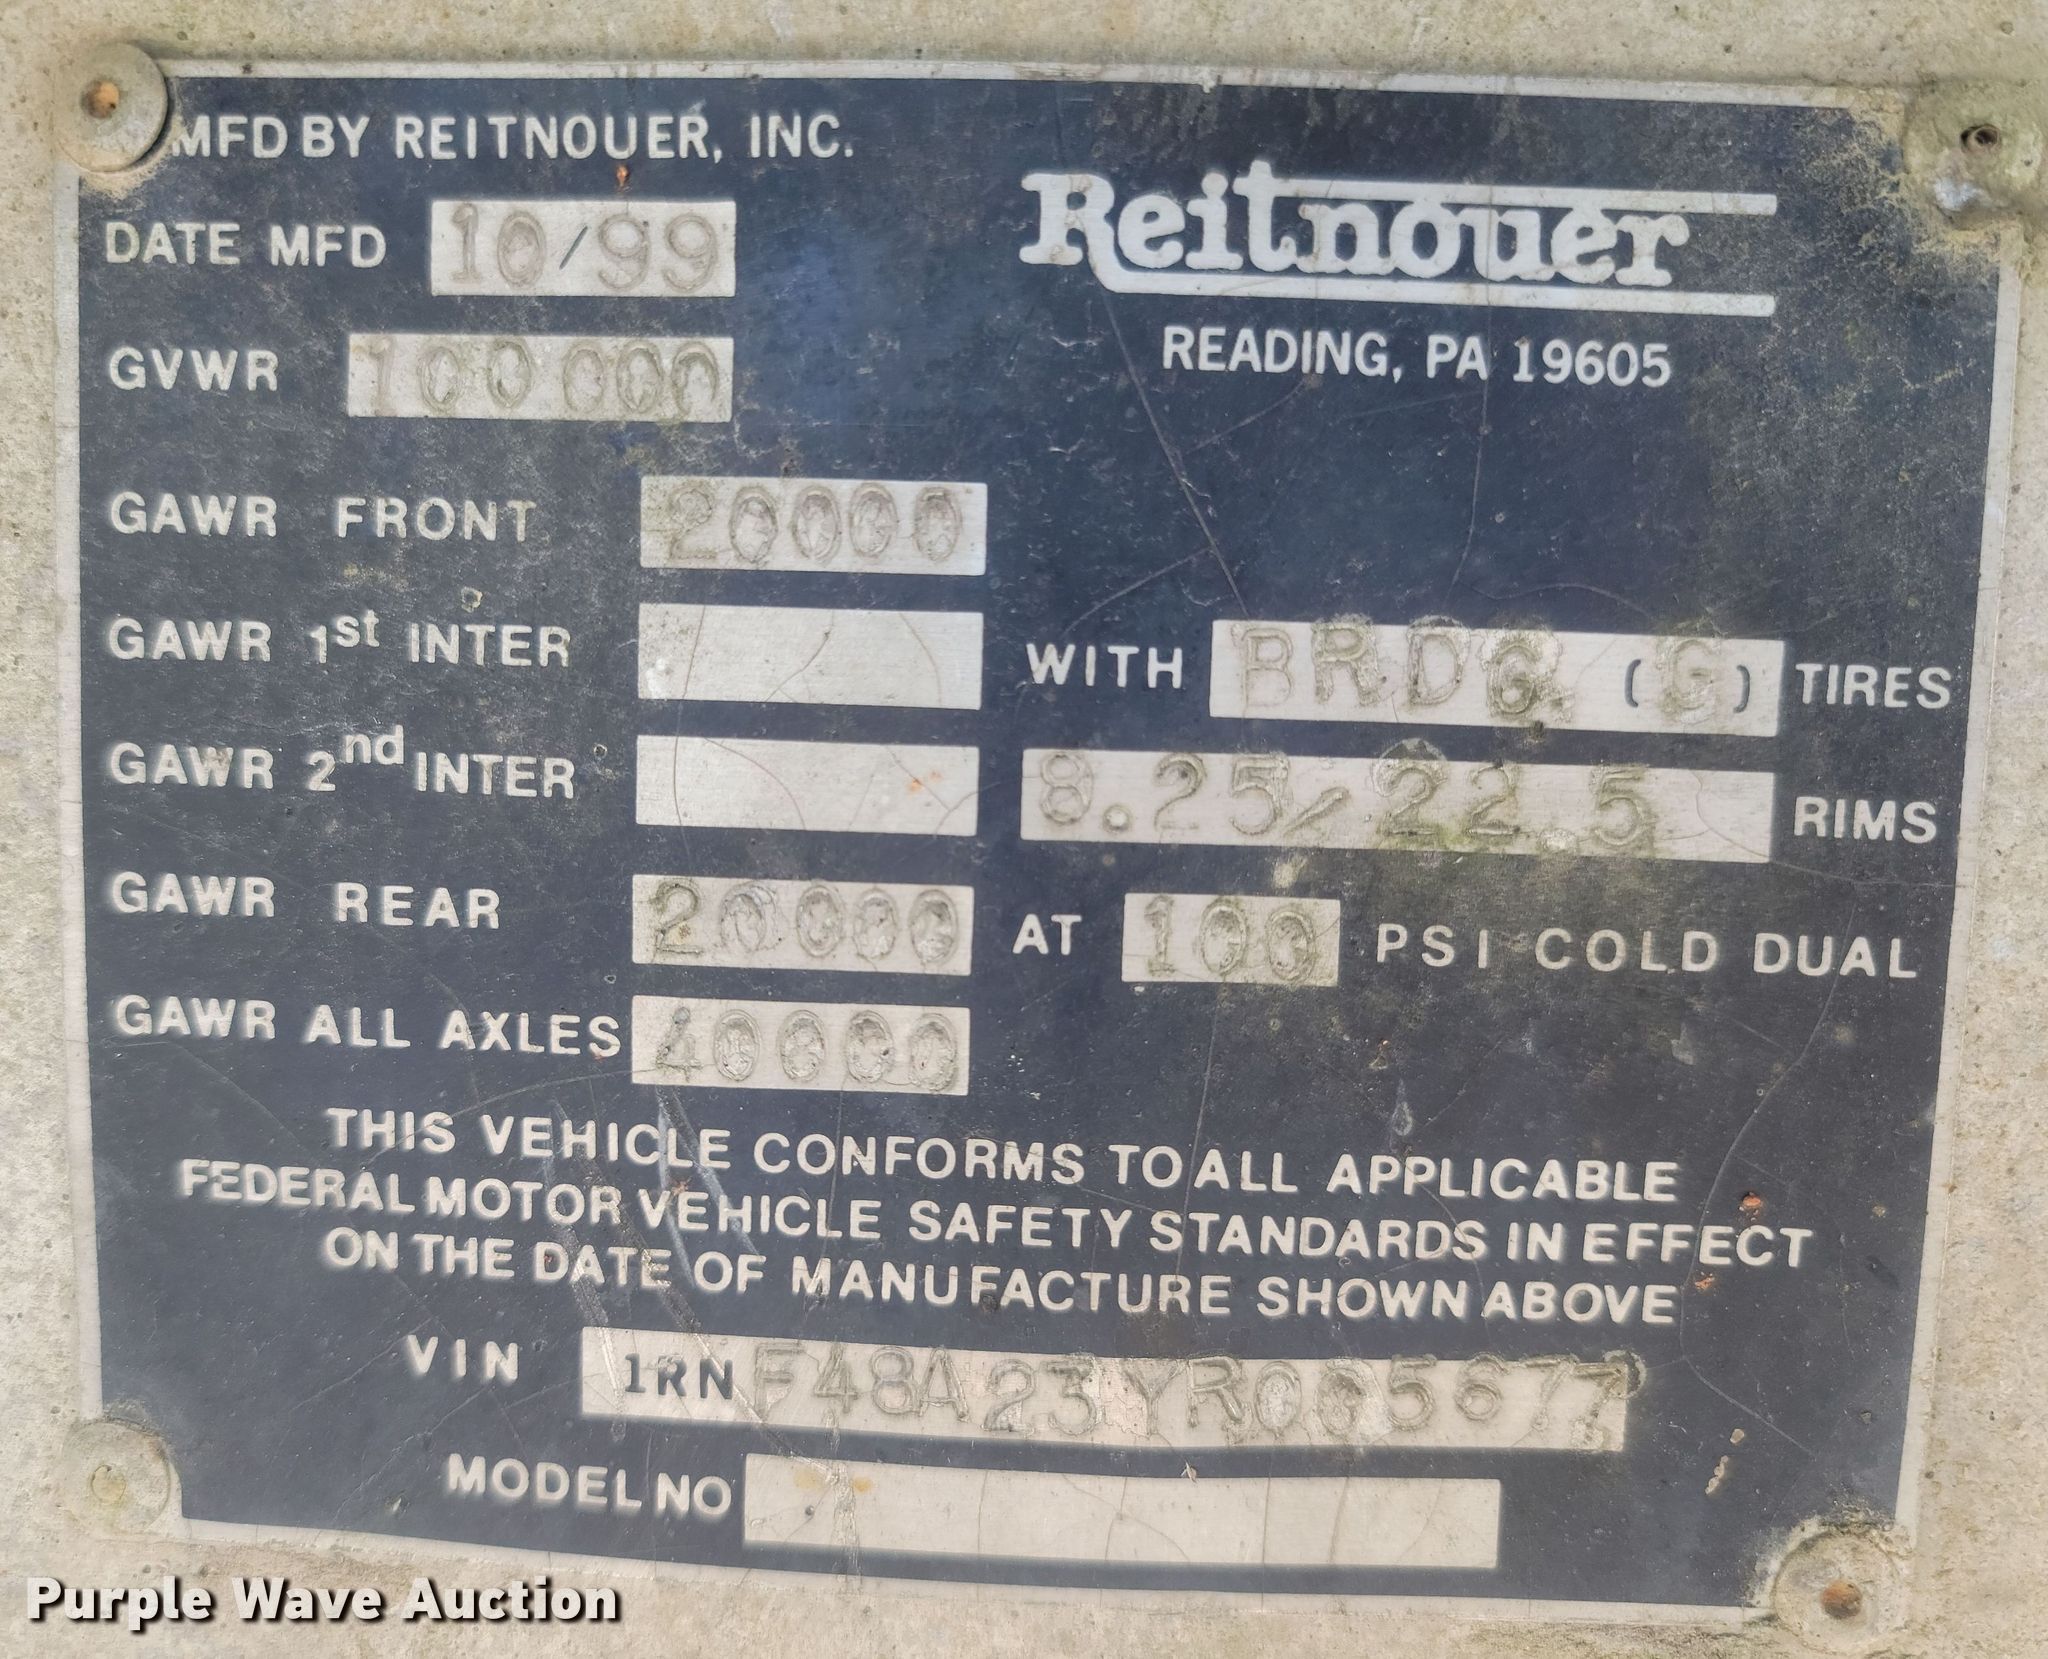 MFD BY REITNOUER, INC.
Reitnouer
READING, PA 19605
DATE MFD 10/99
GVWR 100 000
GAWR FRONT 20000
GAWR 1st INTER
WITH BRDG. (G) TIRES
GAWR 2nd INTER
8.25/22.5 RIMS
GAWR REAR 20000
AT 100 PSI COLD DUAL
GAWR ALL AXLES 40000
THIS VEHICLE CONFORMS TO ALL APPLICABLE
FEDERAL MOTOR VEHICLE SAFETY STANDARDS IN EFFECT
ON THE DATE OF MANUFACTURE SHOWN ABOVE
VIN 1RNF48A23YR005677
MODEL NO
Purple Wave Auction